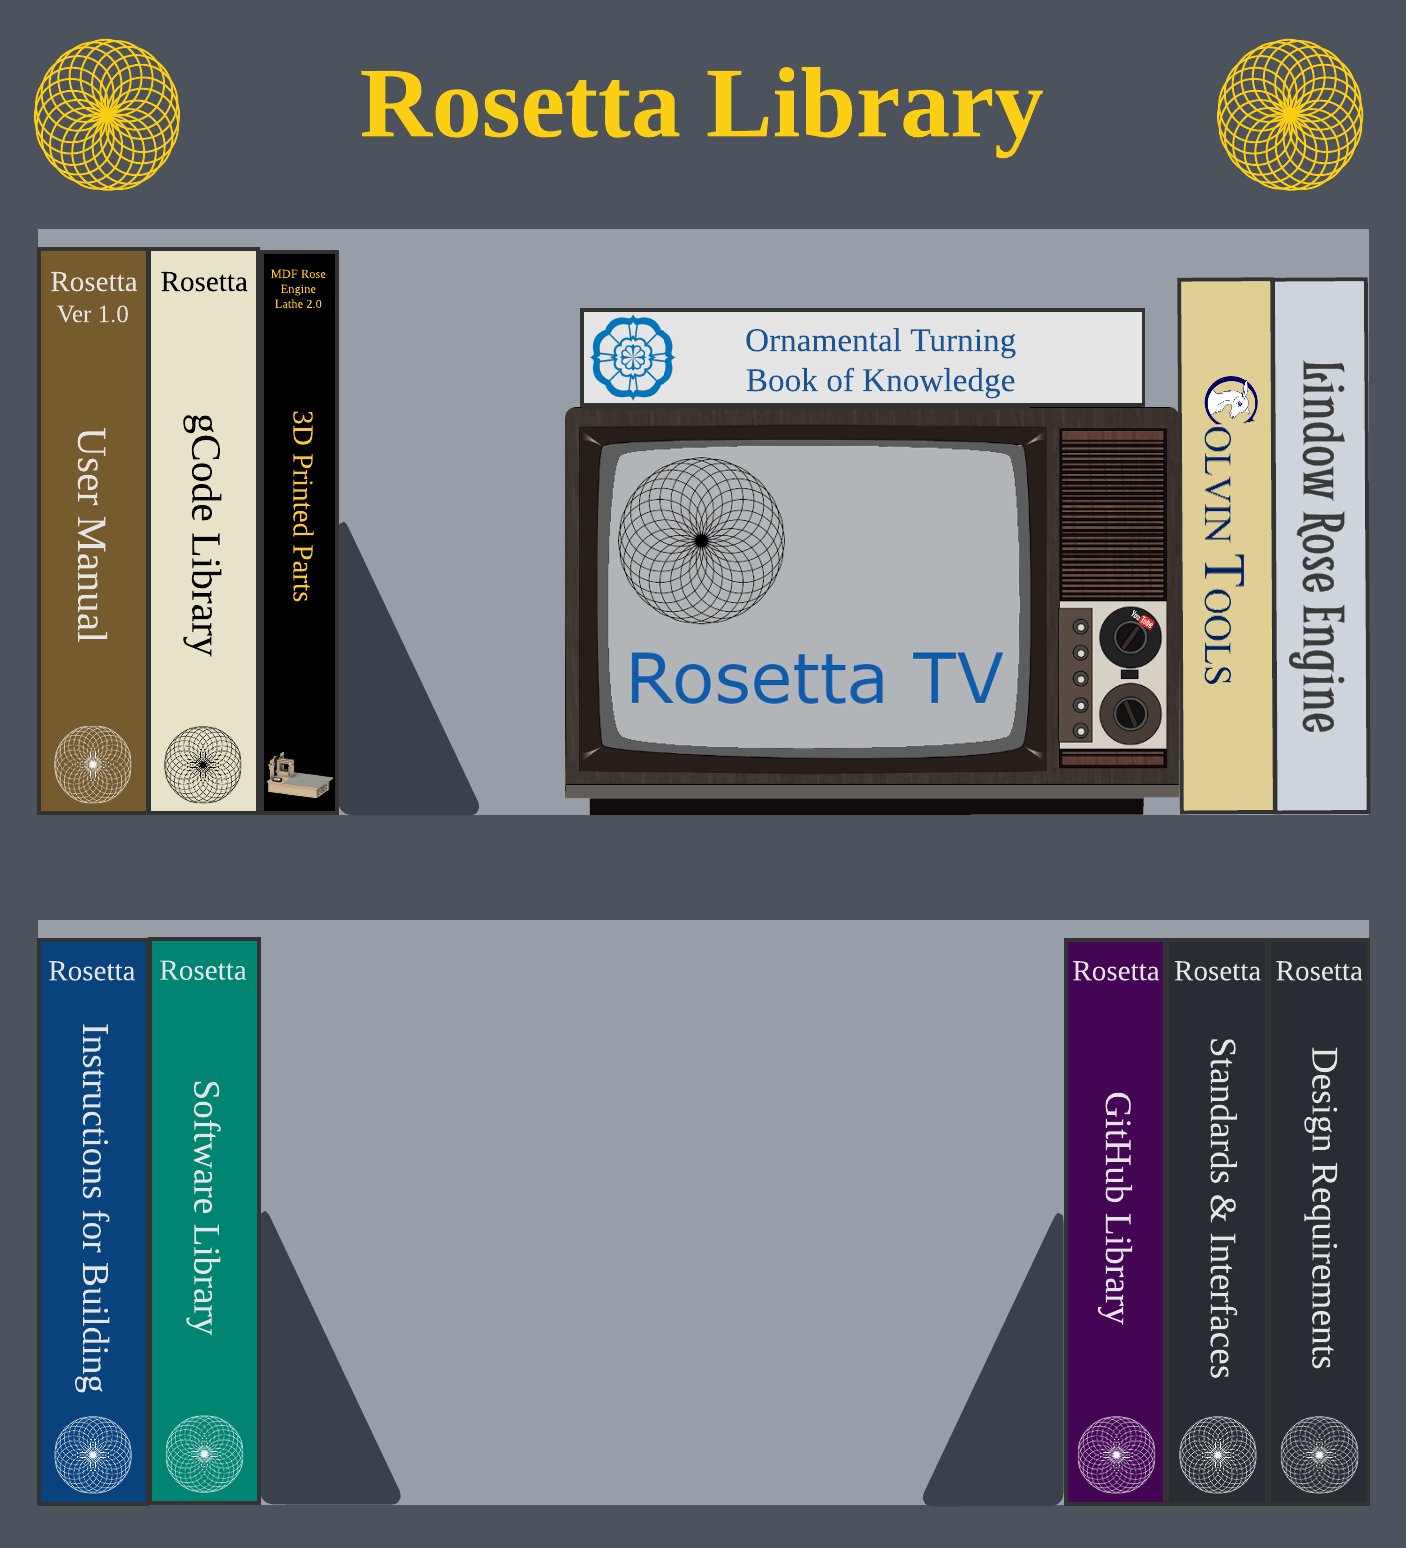 Rosetta Library
Rosetta
Ver 1.0
User Manual
Rosetta
gCode Library
MDF Rose
Engine
Lathe 2.0
3D Printed Parts
Ornamental Turning
Book of Knowledge
Rosetta TV
You Tube
COLVIN TOOLS
Lindow Rose Engine
Rosetta
Instructions for Building
Rosetta
Software Library
Rosetta
GitHub Library
Rosetta
Standards & Interfaces
Rosetta
Design Requirements